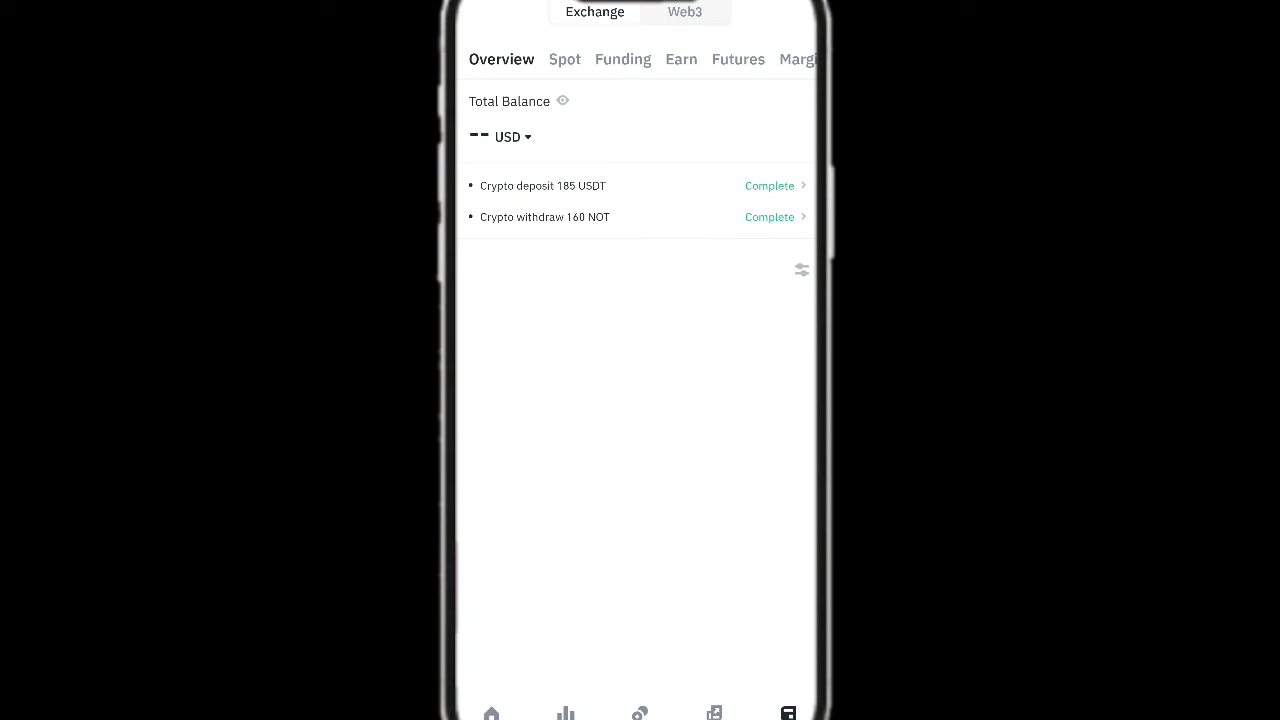 Exchange Web3
Overview Spot Funding Earn Futures Margi
Total Balance
-- USD
Crypto deposit 185 USDT Complete
Crypto withdraw 160 NOT Complete